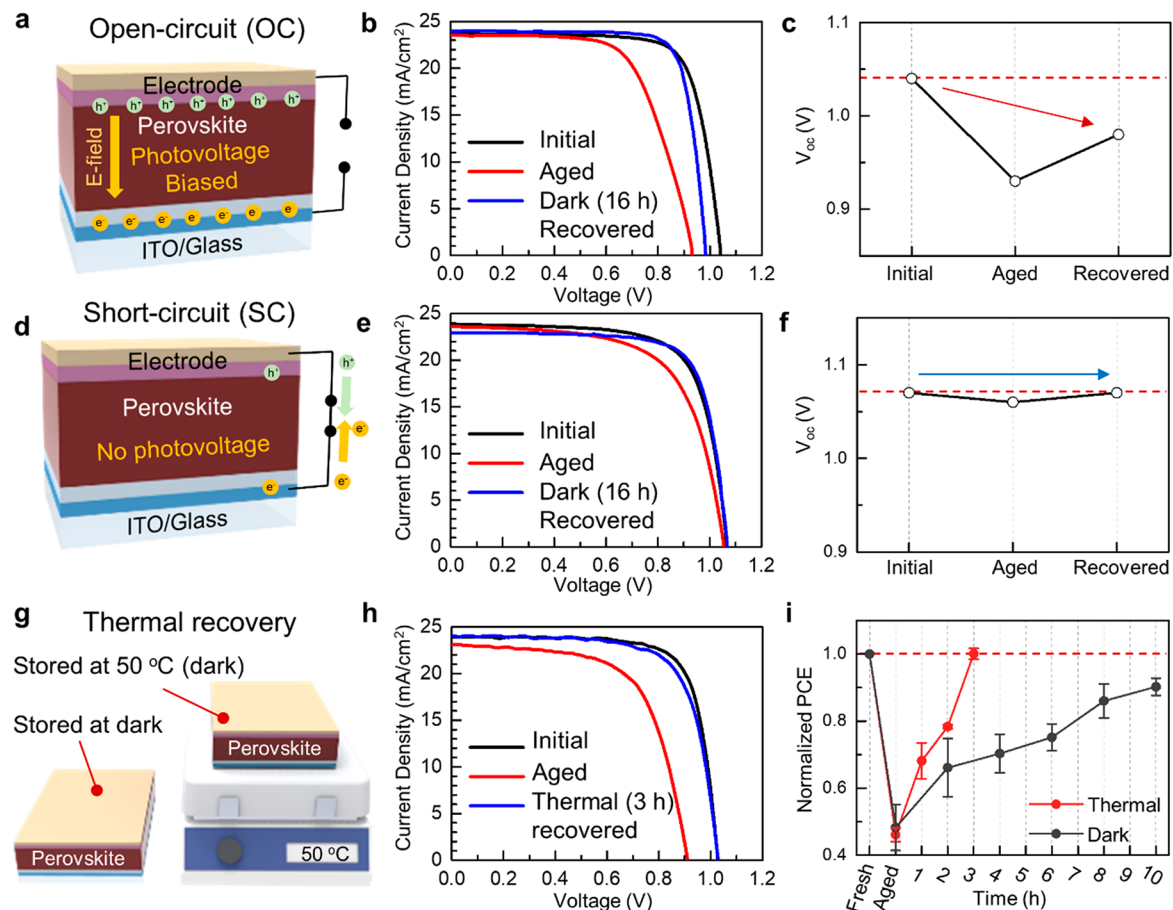 a
Open-circuit (OC)
Electrode
h⁺ h⁺ h⁺ h⁺ h⁺ h⁺ h⁺
Perovskite
E-field
Photovoltage
Biased
e⁻ e⁻ e⁻ e⁻ e⁻ e⁻ e⁻
ITO/Glass
b
Current Density (mA/cm2)
25
20
15
10
5
0
Initial
Aged
Dark (16 h)
Recovered
0.0 0.2 0.4 0.6 0.8 1.0 1.2
Voltage (V)
c
Voc (V)
1.1
1.0
0.9
Initial Aged Recovered
d
Short-circuit (SC)
Electrode
h⁺
h⁺
Perovskite
No photovoltage
e⁻
e⁻
e⁻
ITO/Glass
e
Current Density (mA/cm²)
25
20
15
10
5
0
Initial
Aged
Dark (16 h)
Recovered
0.0 0.2 0.4 0.6 0.8 1.0 1.2
Voltage (V)
f
Voc (V)
1.1
1.0
0.9
Initial Aged Recovered
g
Thermal recovery
Stored at 50 °C (dark)
Stored at dark
Perovskite
Perovskite
50 °C
h
Current Density (mA/cm²)
25
20
15
10
5
0
Initial
Aged
Thermal (3 h)
recovered
0.0 0.2 0.4 0.6 0.8 1.0 1.2
Voltage (V)
i
Normalized PCE
1.0
0.8
0.6
0.4
Thermal
Dark
Fresh Aged 1 2 3 4 5 6 7 8 9 10
Time (h)